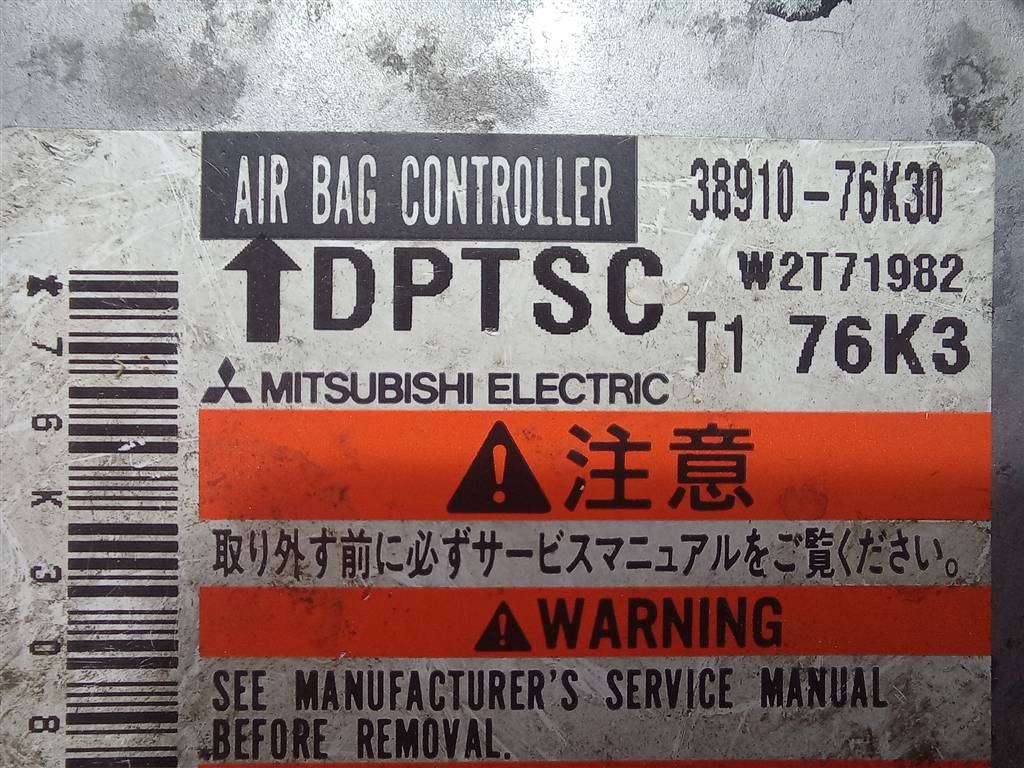 AIR BAG CONTROLLER 38910-76K30
DPTSC W2T71982
T1 76K3
MITSUBISHI ELECTRIC
注意
取り外す前に必ずサービスマニュアルをご覧ください。
WARNING
SEE MANUFACTURER'S SERVICE MANUAL
BEFORE REMOVAL.
*76K308